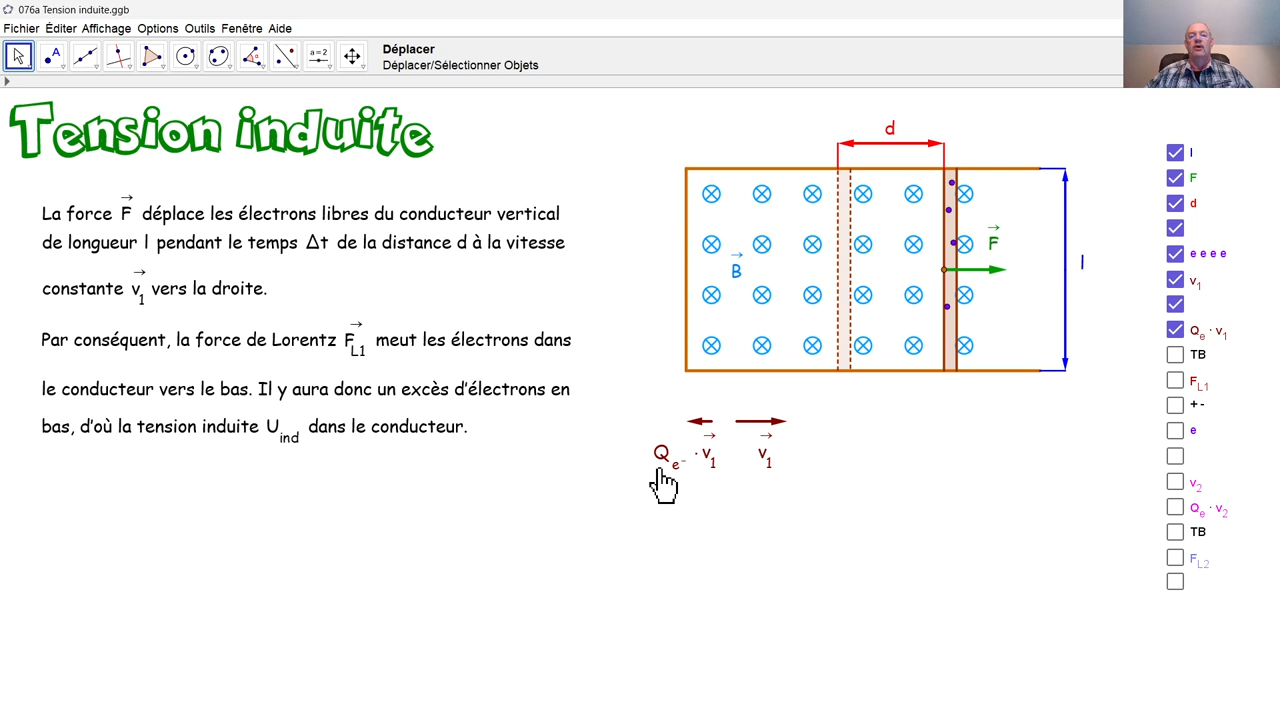 076a Tension induite.ggb
Fichier Éditer Affichage Options Outils Fenêtre Aide
A
a=2
Déplacer
Déplacer/Sélectionner Objets
Tension induite
La force F déplace les électrons libres du conducteur vertical
de longueur l pendant le temps Δt de la distance d à la vitesse
constante v1 vers la droite.
Par conséquent, la force de Lorentz FL1 meut les électrons dans
le conducteur vers le bas. Il y aura donc un excès d'électrons en
bas, d'où la tension induite Uind dans le conducteur.
d
B
F
l
Qe- · v1
v1
l
F
d
e e e e
v1
Qe · v1
TB
FL1
+ -
e
v2
Qe · v2
TB
FL2